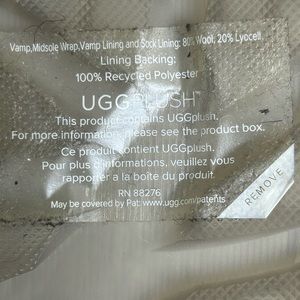 Vamp, Midsole Wrap, Vamp Lining and Sock Lining: 80% Wool, 20% Lyocell,
Lining Backing:
100% Recycled Polyester
UGGPLUSH™
This product contains UGGplush.
For more information, please see the product box.
Ce produit contient UGGplush.
Pour plus d'informations, veuillez vous
rapporter a la boîte du produit.
RN 88276
May be covered by Pat: www.ugg.com/patents
REMOVE